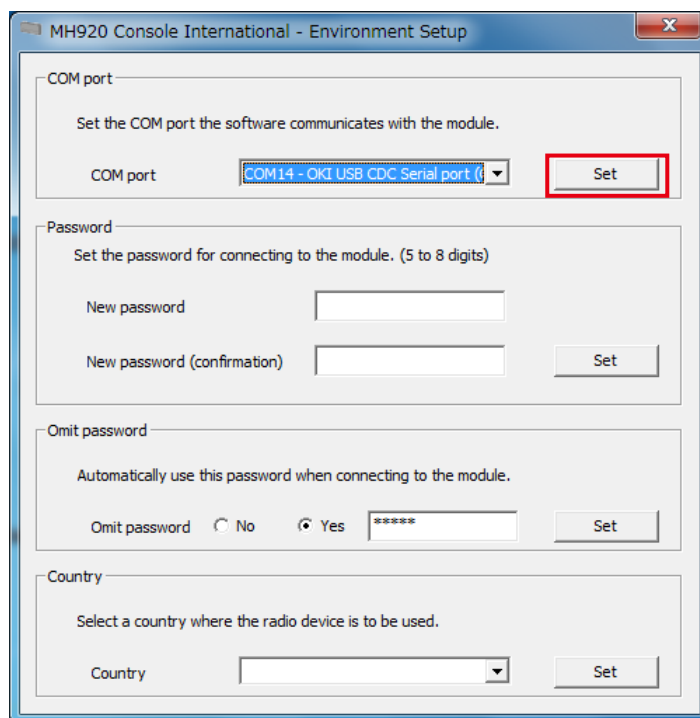 MH920 Console International - Environment Setup
COM port
Set the COM port the software communicates with the module.
COM port COM14 - OKI USB CDC Serial port ( Set
Password
Set the password for connecting to the module. (5 to 8 digits)
New password
New password (confirmation) Set
Omit password
Automatically use this password when connecting to the module.
Omit password No Yes ***** Set
Country
Select a country where the radio device is to be used.
Country Set